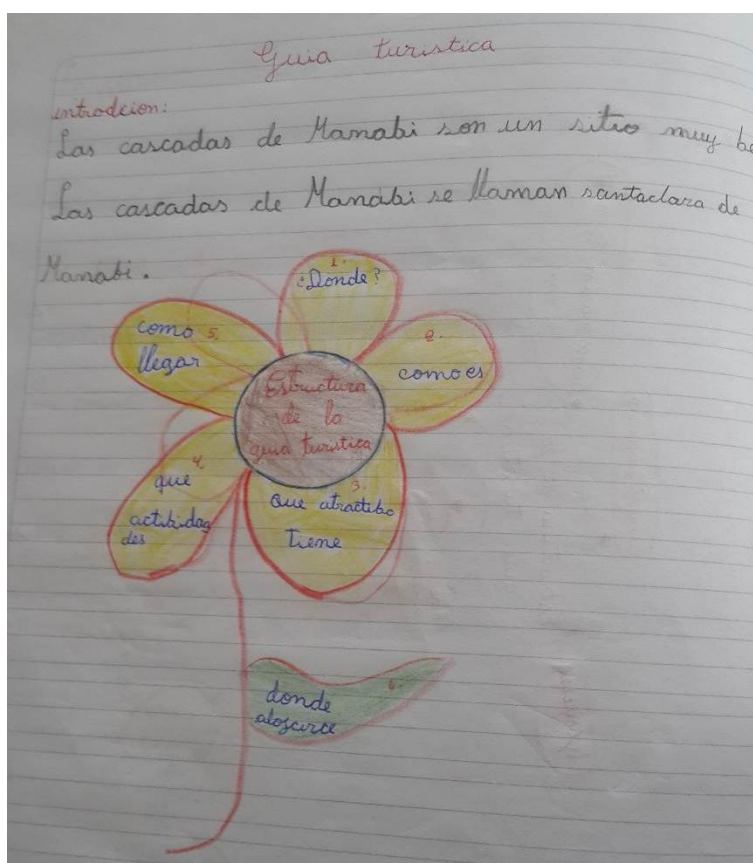 Guia turistica
introdcion:
Las cascadas de Manabi son un sitio muy be
Las cascadas de Manabi se llaman santaclara de
Manabi.
1.
¿Donde?
2.
como es
3.
Que atractibo
tiene
4.
que
actibidag
des
como 5.
llegar
Estructura
de la
guia turistica
6.
donde